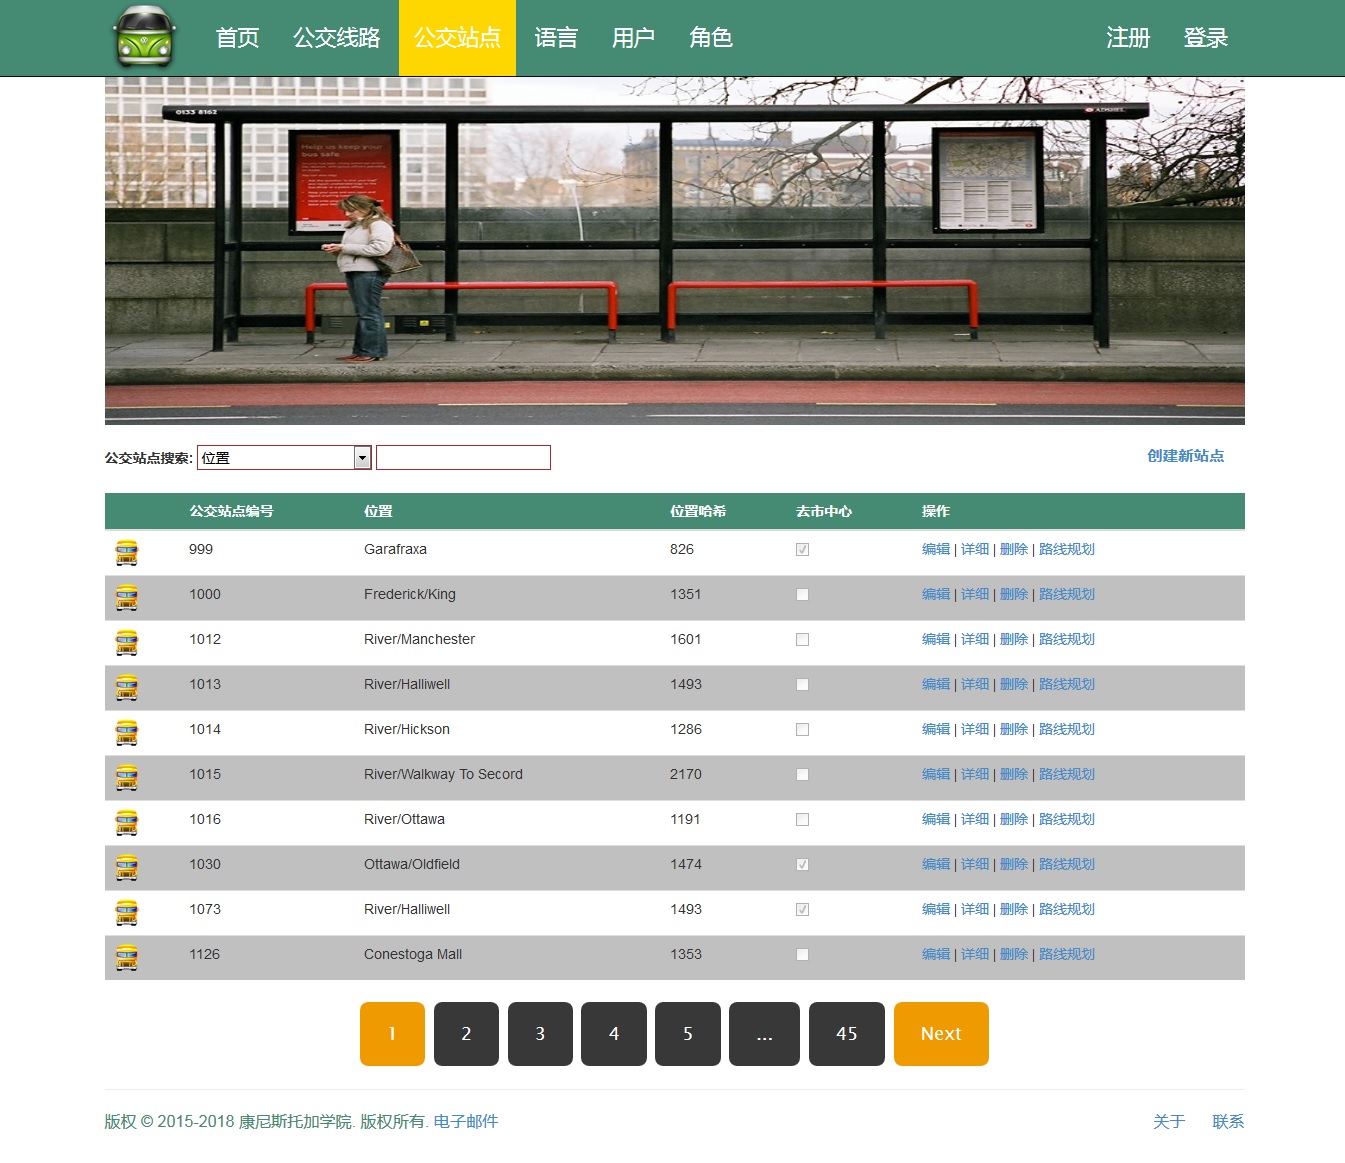 首页 公交线路 公交站点 语言 用户 角色 注册 登录
0133 8162
ADSHEL
Help us keep your
bus safe
公交站点搜索: 位置 创建新站点
公交站点编号 位置 位置哈希 去市中心 操作
999 Garafraxa 826 编辑 | 详细 | 删除 | 路线规划
1000 Frederick/King 1351 编辑 | 详细 | 删除 | 路线规划
1012 River/Manchester 1601 编辑 | 详细 | 删除 | 路线规划
1013 River/Halliwell 1493 编辑 | 详细 | 删除 | 路线规划
1014 River/Hickson 1286 编辑 | 详细 | 删除 | 路线规划
1015 River/Walkway To Secord 2170 编辑 | 详细 | 删除 | 路线规划
1016 River/Ottawa 1191 编辑 | 详细 | 删除 | 路线规划
1030 Ottawa/Oldfield 1474 编辑 | 详细 | 删除 | 路线规划
1073 River/Halliwell 1493 编辑 | 详细 | 删除 | 路线规划
1126 Conestoga Mall 1353 编辑 | 详细 | 删除 | 路线规划
1 2 3 4 5 ... 45 Next
版权 © 2015-2018 康尼斯托加学院. 版权所有. 电子邮件 关于 联系